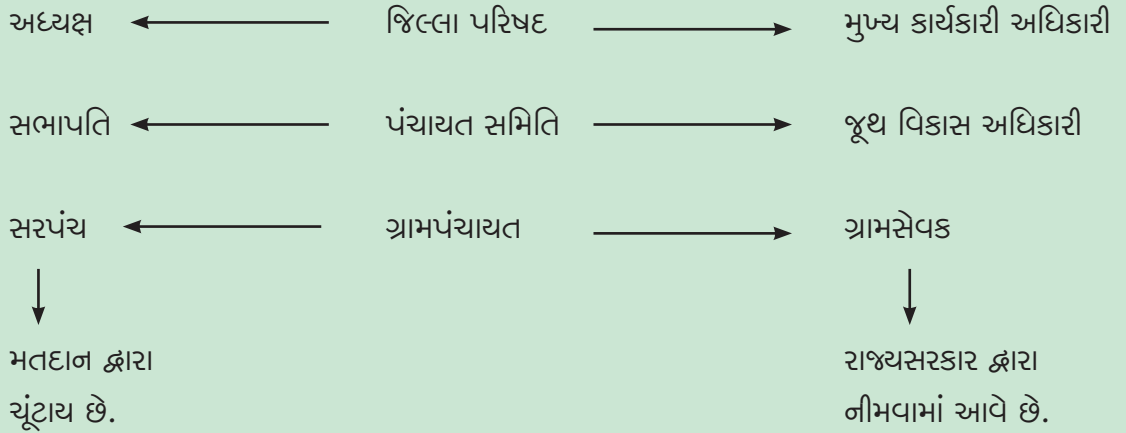 અધ્યક્ષ જિલ્લા પરિષદ મુખ્ય કાર્યકારી અધિકારી
સભાપતિ પંચાયત સમિતિ જૂથ વિકાસ અધિકારી
સરપંચ ગ્રામપંચાયત ગ્રામસેવક
મતદાન દ્વારા રાજ્યસરકાર દ્વારા
ચૂંટાય છે. નીમવામાં આવે છે.